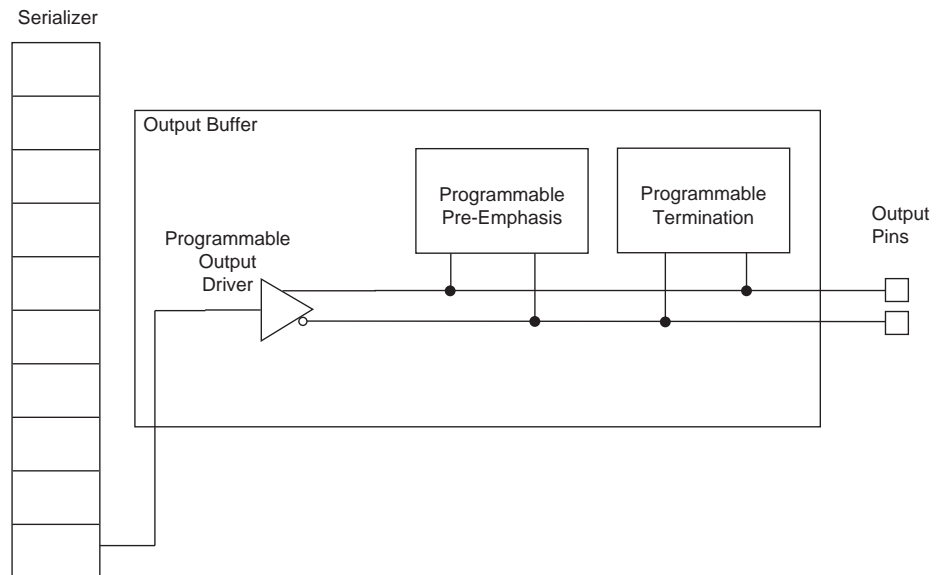 Serializer
Output Buffer
Programmable
Pre-Emphasis
Programmable
Termination
Output
Pins
Programmable
Output
Driver